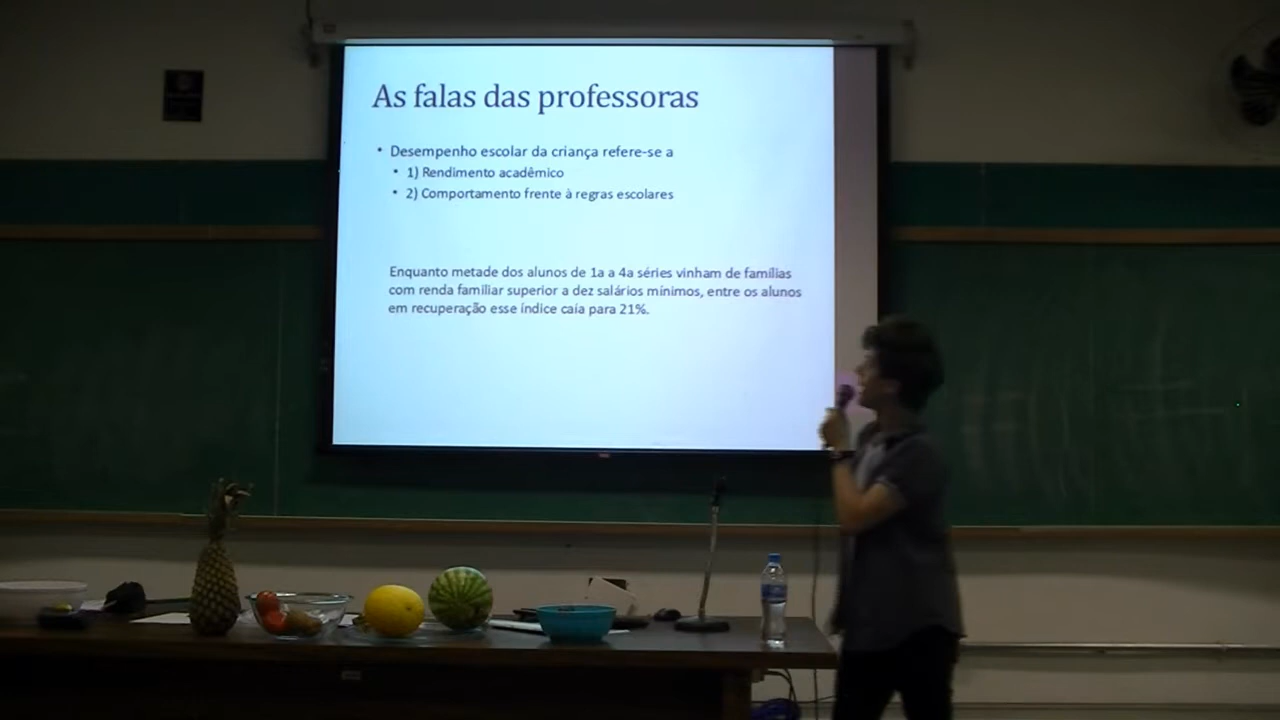 As falas das professoras
• Desempenho escolar da criança refere-se a
• 1) Rendimento acadêmico
• 2) Comportamento frente à regras escolares
Enquanto metade dos alunos de 1a a 4a séries vinham de famílias
com renda familiar superior a dez salários mínimos, entre os alunos
em recuperação esse índice caía para 21%.